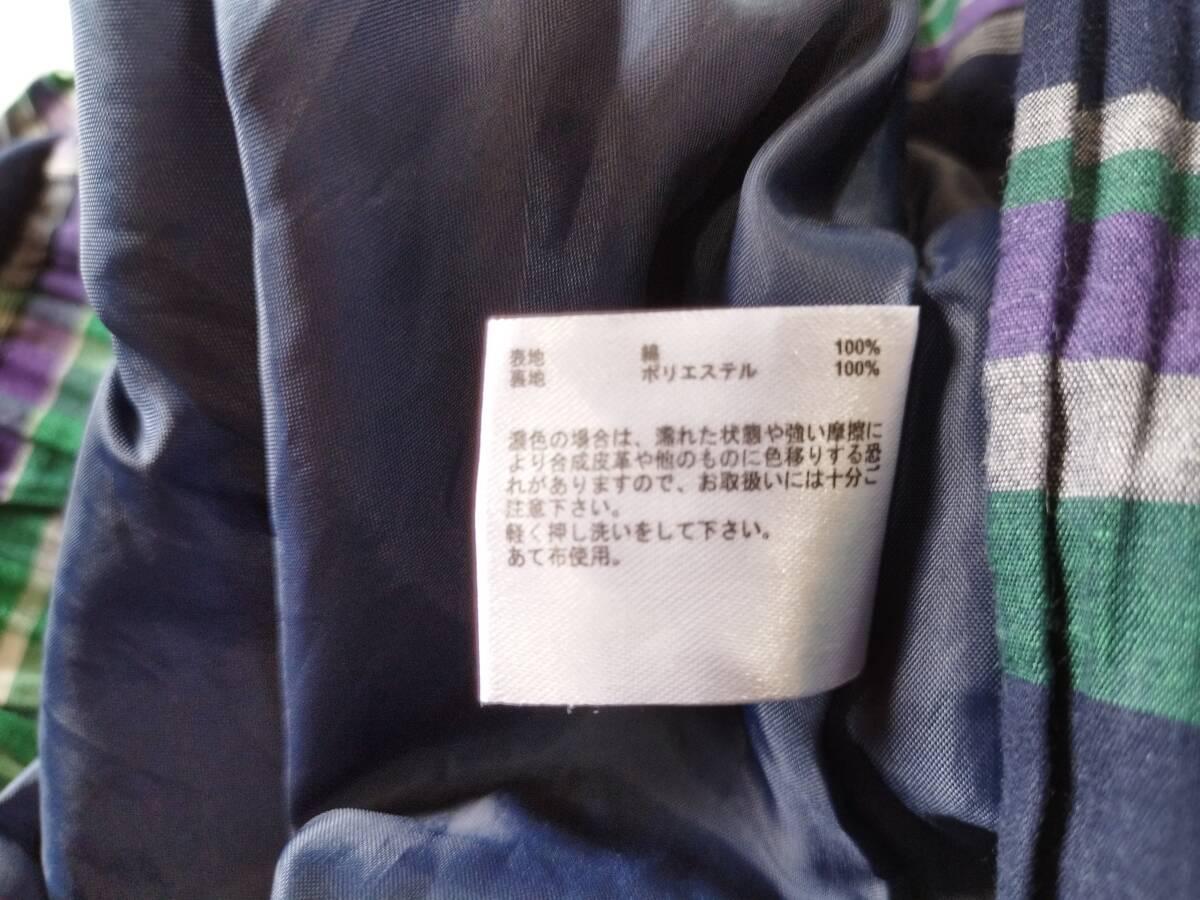 表地 綿 100%
裏地 ポリエステル 100%
濃色の場合は、濡れた状態や強い摩擦に
より合成皮革や他のものに色移りする恐
れがありますので、お取扱いには十分ご
注意下さい。
軽く押し洗いをして下さい。
あて布使用。